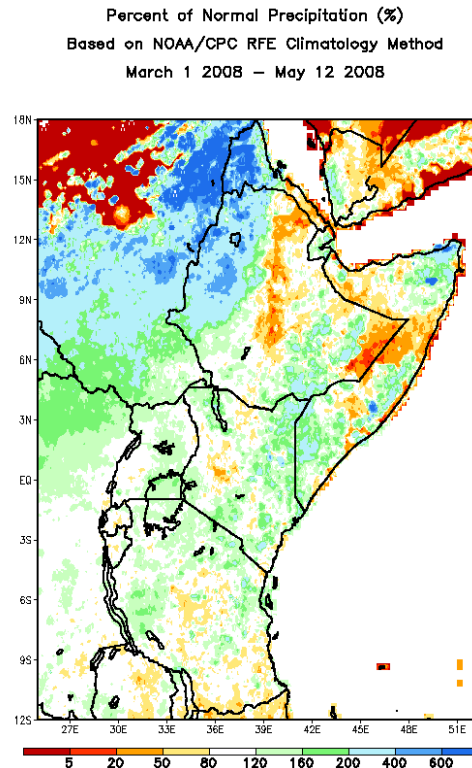 Percent of Normal Precipitation (%)
Based on NOAA/CPC RFE Climatology Method
March 1 2008 – May 12 2008
18N
15N
12N
9N
6N
3N
EQ
3S
6S
9S
12S
27E 30E 33E 36E 39E 42E 45E 48E 51E
5 20 50 80 120 160 200 400 600